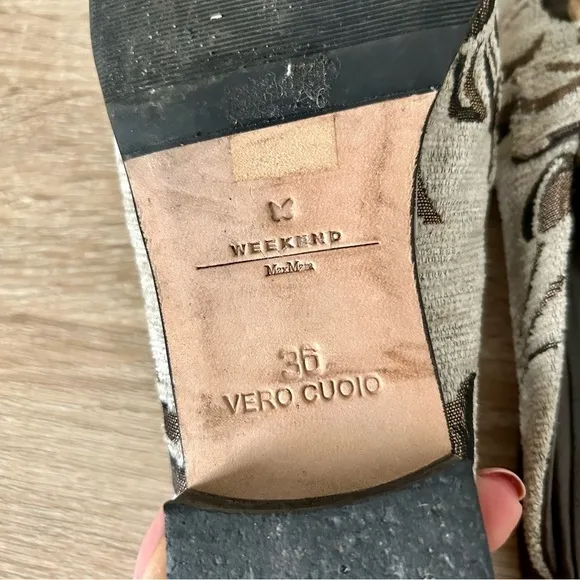 WEEKEND
MaxMara
36
VERO CUOIO